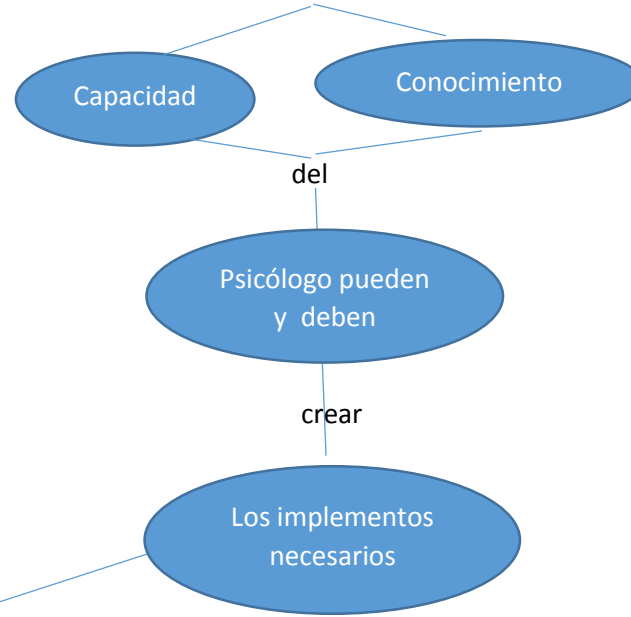 Capacidad
Conocimiento
del
Psicólogo pueden
y deben
crear
Los implementos
necesarios